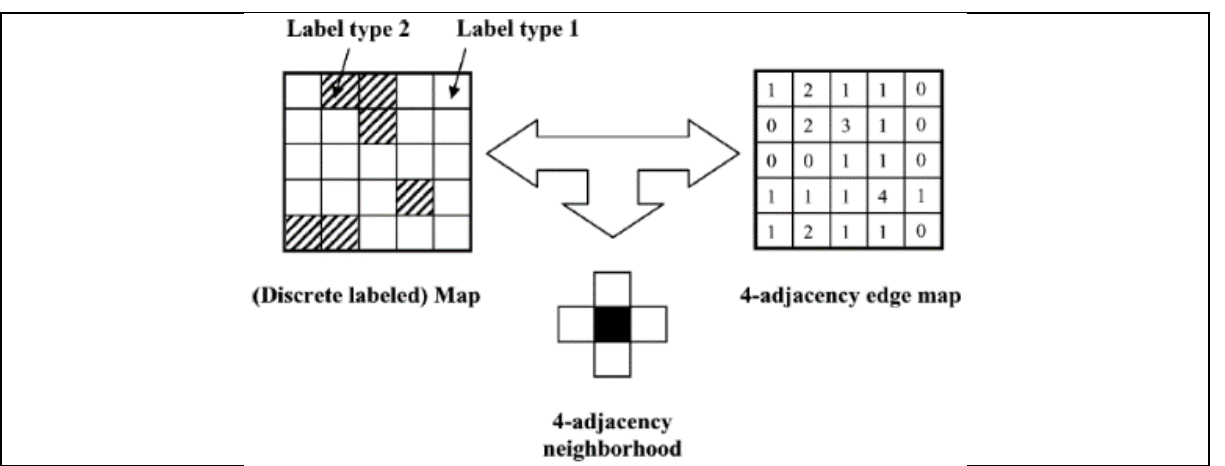 Label type 2 Label type 1
1 2 1 1 0
0 2 3 1 0
0 0 1 1 0
1 1 1 4 1
1 2 1 1 0
(Discrete labeled) Map
4-adjacency edge map
4-adjacency
neighborhood